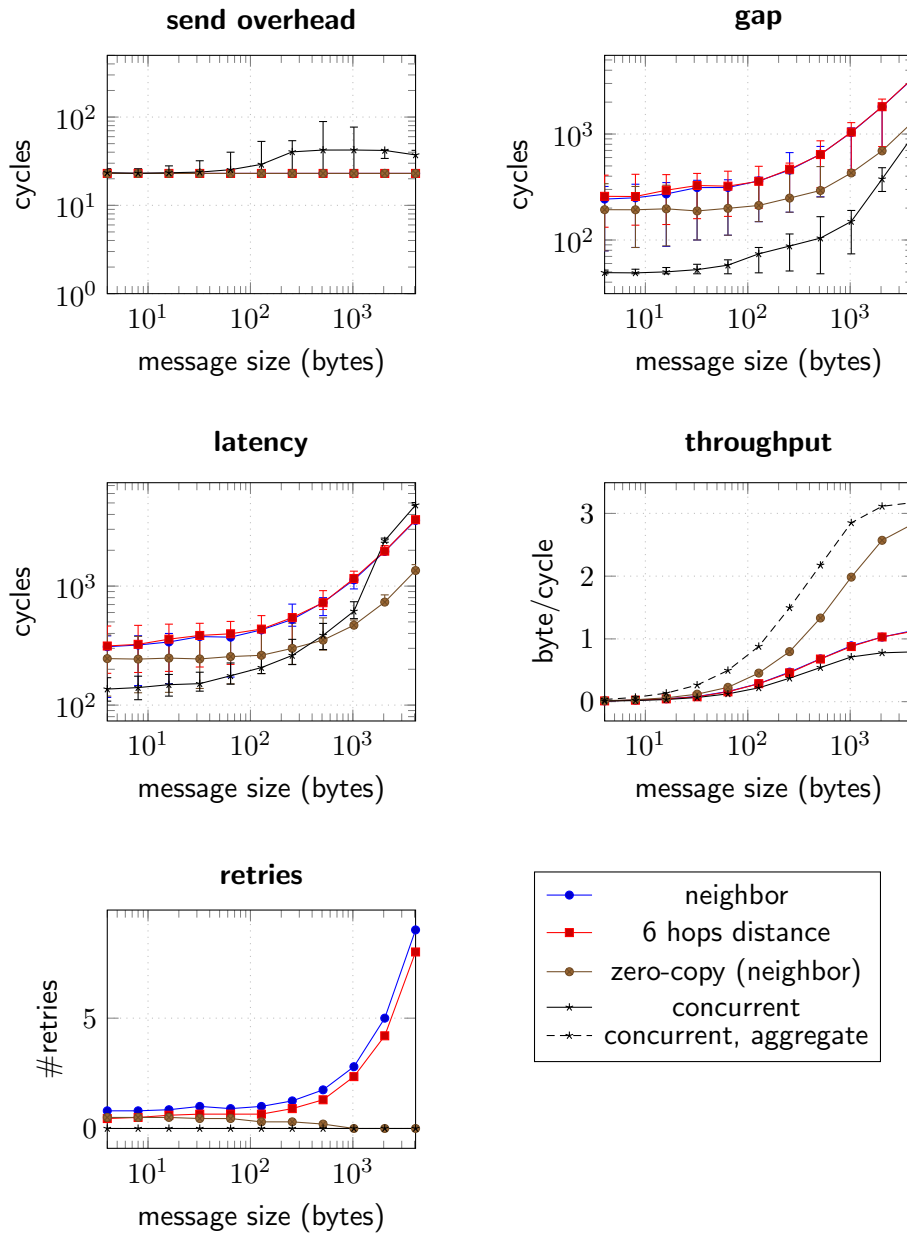 send overhead
gap
cycles
10^0
10^1
10^2
10^1
10^2
10^3
message size (bytes)
cycles
10^2
10^3
10^1
10^2
10^3
message size (bytes)
latency
throughput
cycles
10^2
10^3
10^1
10^2
10^3
message size (bytes)
byte/cycle
0
1
2
3
10^1
10^2
10^3
message size (bytes)
retries
#retries
0
5
10^1
10^2
10^3
message size (bytes)
neighbor
6 hops distance
zero-copy (neighbor)
concurrent
concurrent, aggregate